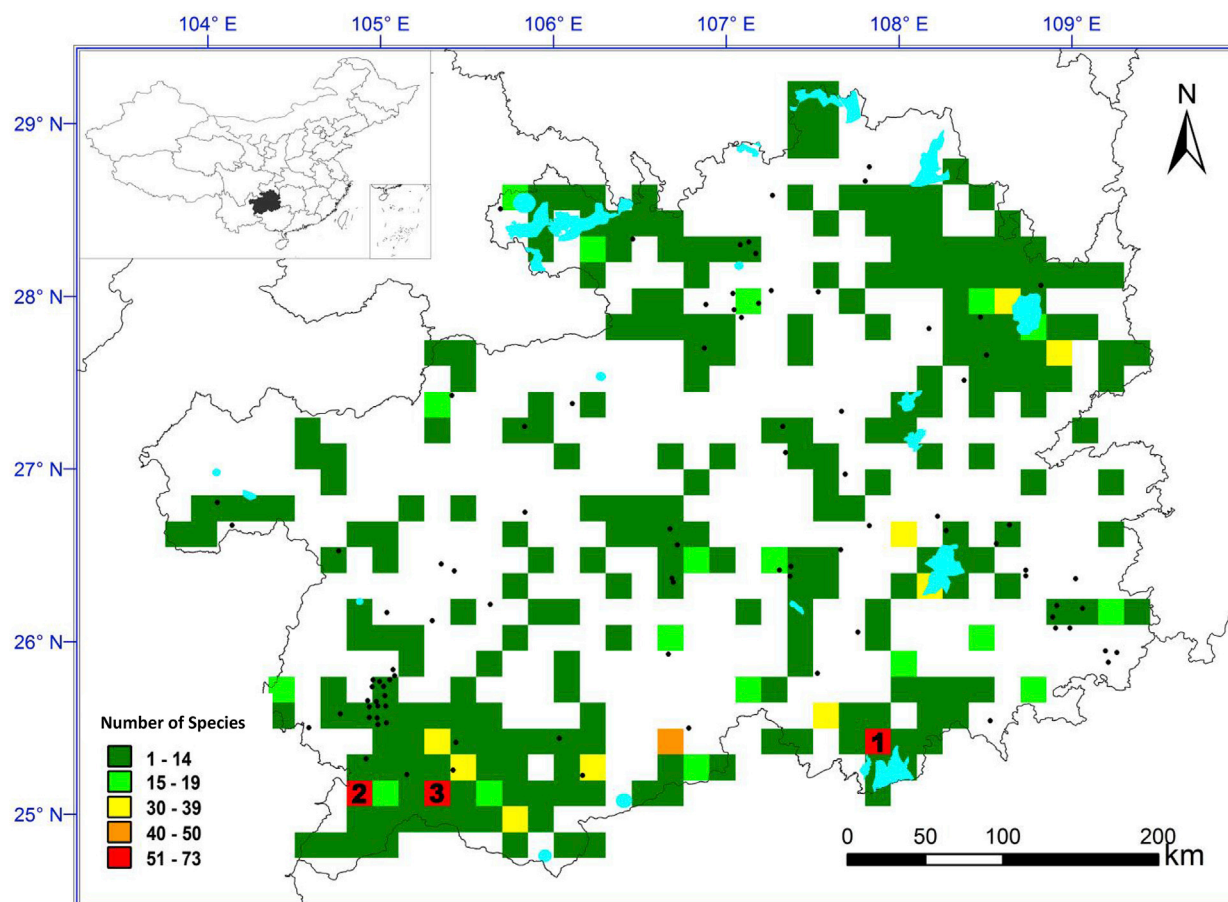 104° E 105° E 106° E 107° E 108° E 109° E
29° N
28° N
27° N
26° N
25° N
N
1
2 3
Number of Species
1 - 14
15 - 19
30 - 39
40 - 50
51 - 73
0 50 100 200
km